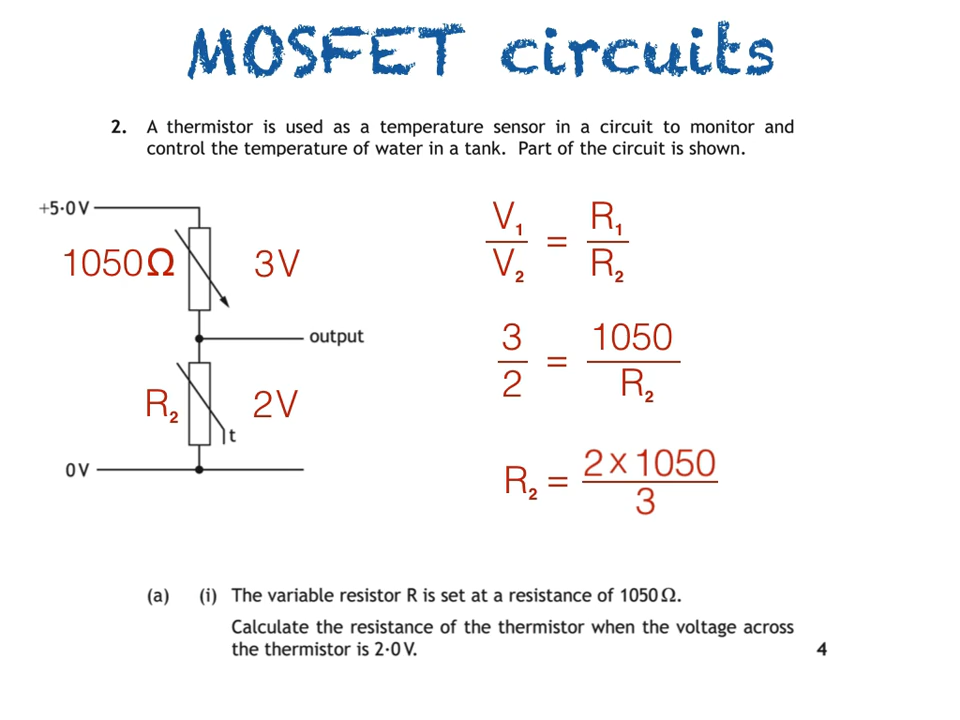 MOSFET circuits
2. A thermistor is used as a temperature sensor in a circuit to monitor and
control the temperature of water in a tank. Part of the circuit is shown.
+5·0 V
1050Ω
3V
output
R₂
2V
t
0 V
V₁/V₂ = R₁/R₂
3/2 = 1050/R₂
R₂ = 2 x 1050/3
(a) (i) The variable resistor R is set at a resistance of 1050 Ω.
Calculate the resistance of the thermistor when the voltage across
the thermistor is 2·0 V. 4